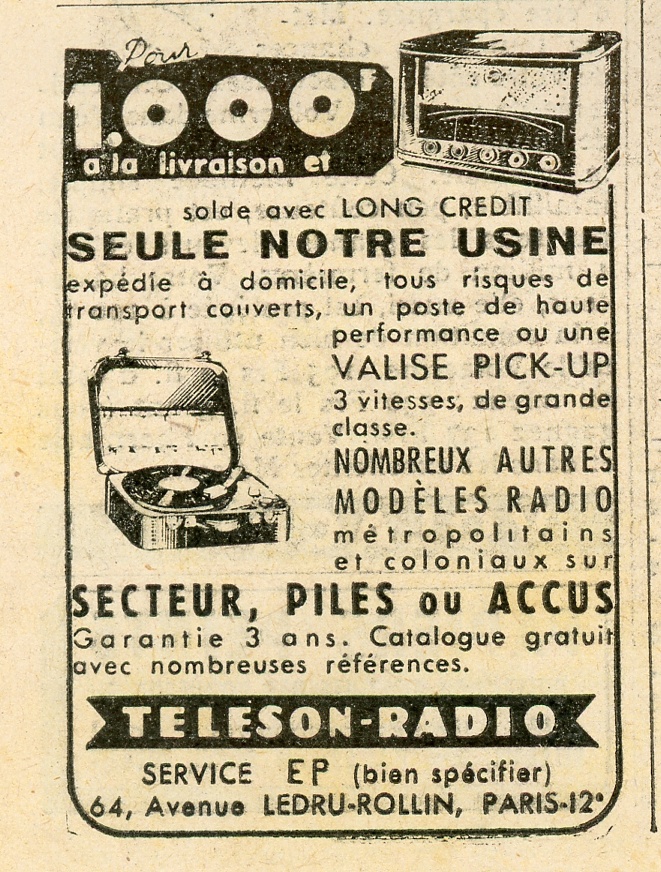 Pour
1.000F
a la livraison et
solde avec LONG CREDIT
SEULE NOTRE USINE
expédie à domicile, tous risques de
transport couverts, un poste de haute
performance ou une
VALISE PICK-UP
3 vitesses, de grande
classe.
NOMBREUX AUTRES
MODÈLES RADIO
métropolitains
et coloniaux sur
SECTEUR, PILES ou ACCUS
Garantie 3 ans. Catalogue gratuit
avec nombreuses références.
TELESON-RADIO
SERVICE EP (bien spécifier)
64, Avenue LEDRU-ROLLIN, PARIS-12e